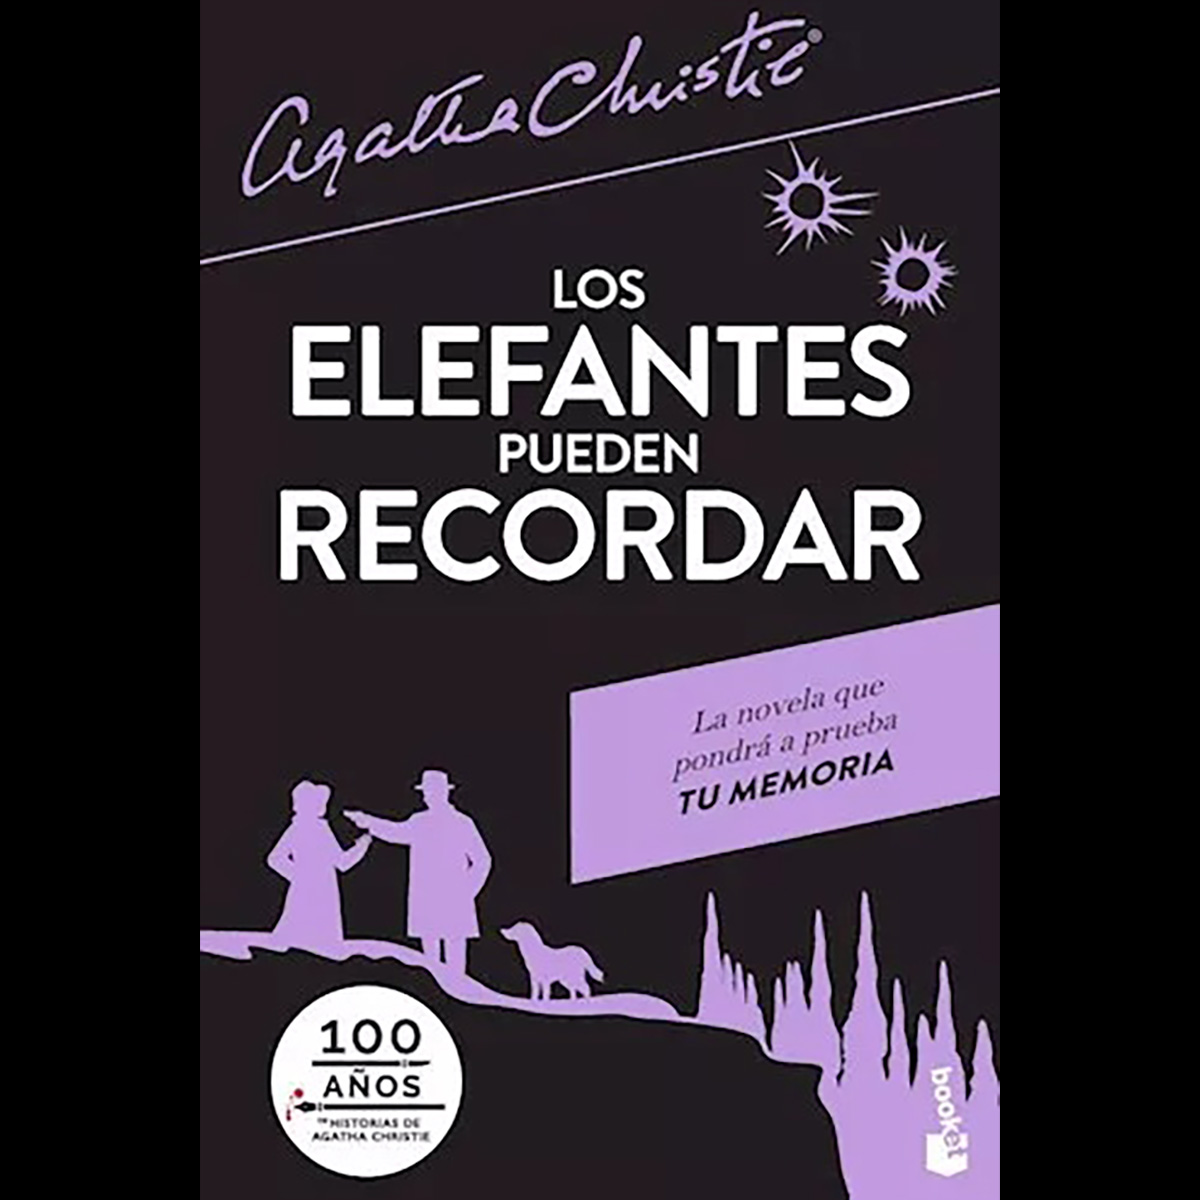 Agatha Christie®
LOS
ELEFANTES
PUEDEN
RECORDAR
La novela que
pondrá a prueba
TU MEMORIA
100
AÑOS
DE HISTORIAS DE
AGATHA CHRISTIE
booket